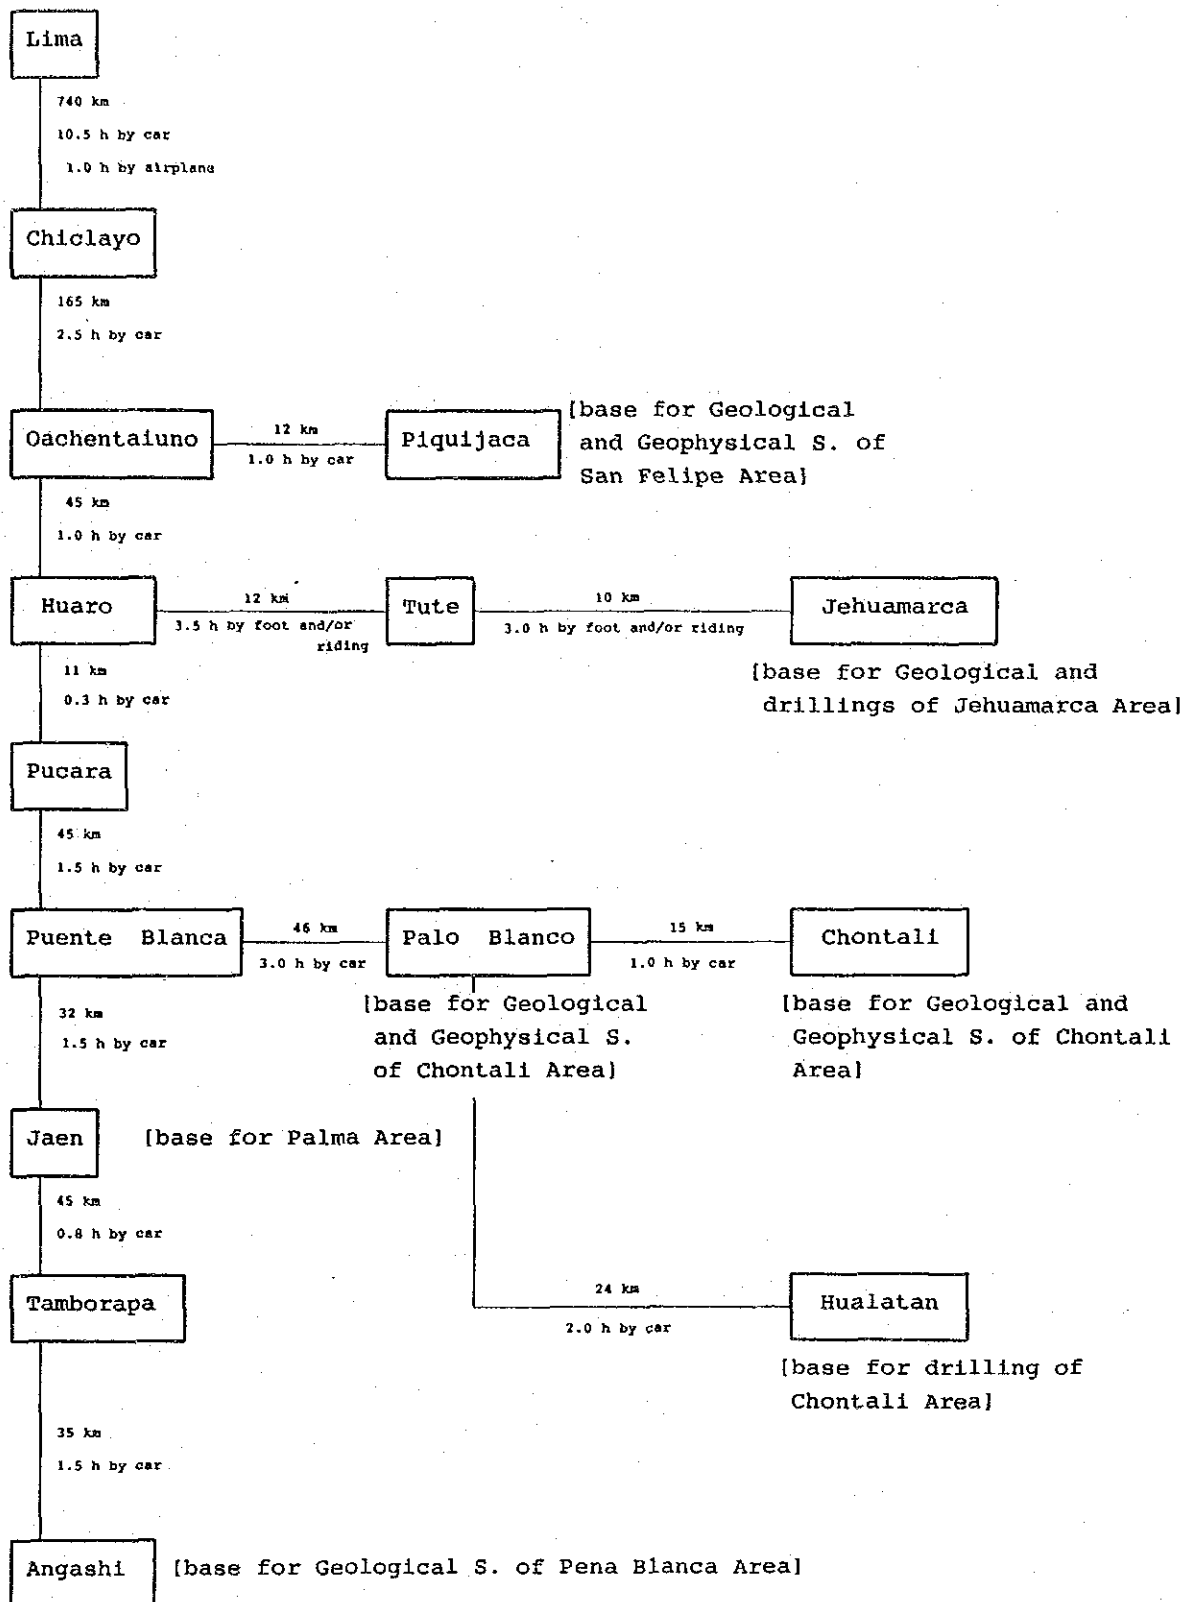 Lima
740 km
10.5 h by car
1.0 h by airplane
Chiclayo
165 km
2.5 h by car
Oachentaiuno
12 km
1.0 h by car
Piquijaca
[base for Geological
and Geophysical S. of
San Felipe Area]
45 km
1.0 h by car
Huaro
12 km
3.5 h by foot and/or
riding
Tute
10 km
3.0 h by foot and/or riding
Jehuamarca
[base for Geological and
drillings of Jehuamarca Area]
11 km
0.3 h by car
Pucara
45 km
1.5 h by car
Puente Blanca
46 km
3.0 h by car
Palo Blanco
15 km
1.0 h by car
Chontali
[base for Geological
and Geophysical S.
of Chontali Area]
[base for Geological and
Geophysical S. of Chontali
Area]
32 km
1.5 h by car
Jaen
[base for Palma Area]
45 km
0.8 h by car
Tamborapa
24 km
2.0 h by car
Hualatan
[base for drilling of
Chontali Area]
35 km
1.5 h by car
Angashi
[base for Geological S. of Pena Blanca Area]